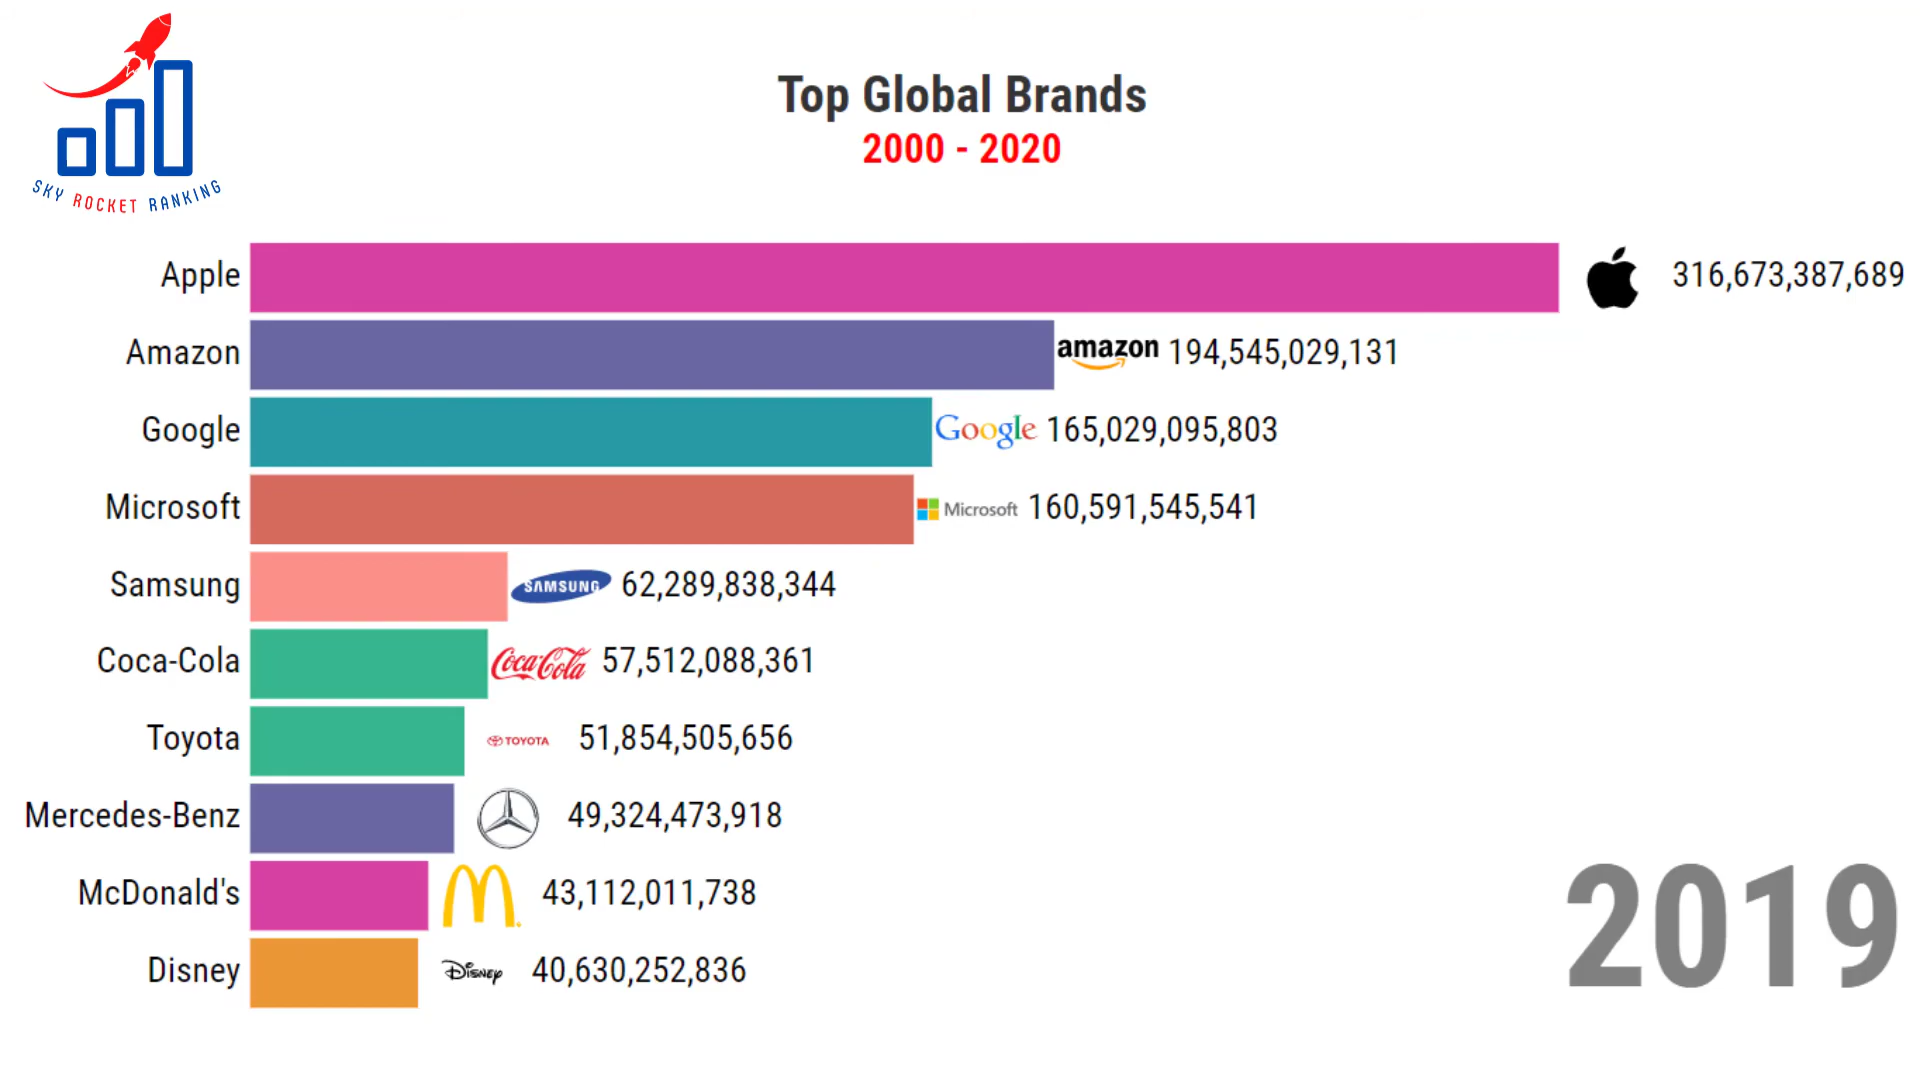 SKY ROCKET RANKING
Top Global Brands
2000 - 2020
Apple 316,673,387,689
Amazon amazon 194,545,029,131
Google Google 165,029,095,803
Microsoft Microsoft 160,591,545,541
Samsung SAMSUNG 62,289,838,344
Coca-Cola Coca-Cola 57,512,088,361
Toyota TOYOTA 51,854,505,656
Mercedes-Benz 49,324,473,918
McDonald's 43,112,011,738
Disney Disney 40,630,252,836
2019